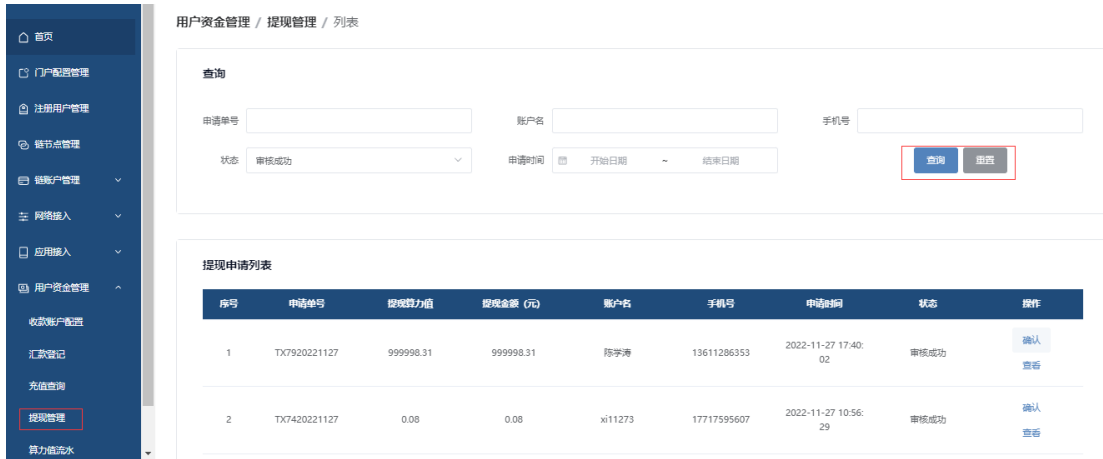 用户资金管理 / 提现管理 / 列表
首页
门户配置管理
注册用户管理
链节点管理
链账户管理
网络接入
应用接入
用户资金管理
收款账户配置
汇款登记
充值查询
提现管理
算力值流水
查询
申请单号 账户名 手机号
状态 审核成功 申请时间 开始日期 ~ 结束日期 查询 重置
提现申请列表
序号 申请单号 提现算力值 提现金额 (元) 账户名 手机号 申请时间 状态 操作
1 TX7920221127 999998.31 999998.31 陈学涛 13611286353 2022-11-27 17:40:02 审核成功 确认 查看
2 TX7420221127 0.08 0.08 xi11273 17717595607 2022-11-27 10:56:29 审核成功 确认 查看